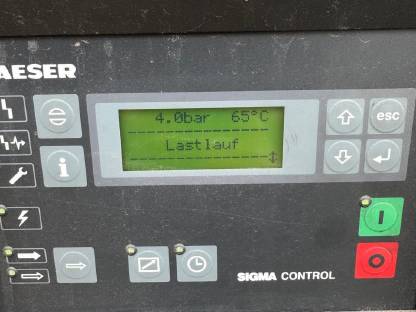 AESER
4.0bar 65°C
Lastlauf
esc
i
I
O
SIGMA CONTROL